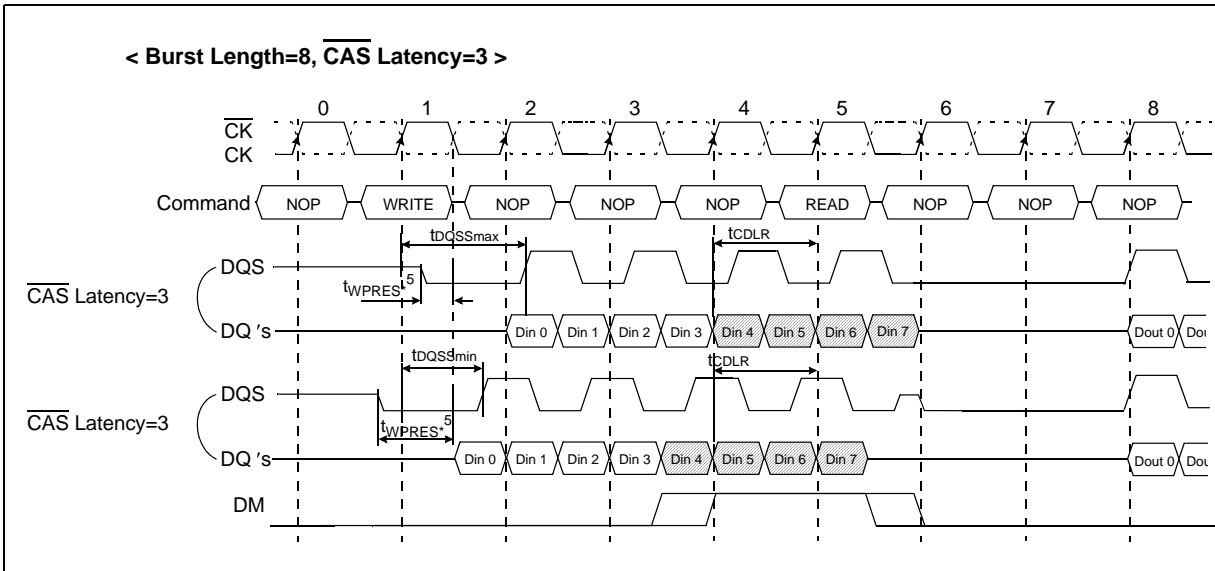 < Burst Length=8, CAS Latency=3 >
0 1 2 3 4 5 6 7 8
CK
CK
Command NOP WRITE NOP NOP NOP READ NOP NOP NOP
tDQSSmax tCDLR
DQS
tWPRES*5
CAS Latency=3
DQ 's Din 0 Din 1 Din 2 Din 3 Din 4 Din 5 Din 6 Din 7 Dout 0
tDQSSmin tCDLR
DQS
CAS Latency=3
tWPRES*5
DQ 's Din 0 Din 1 Din 2 Din 3 Din 4 Din 5 Din 6 Din 7 Dout 0
DM